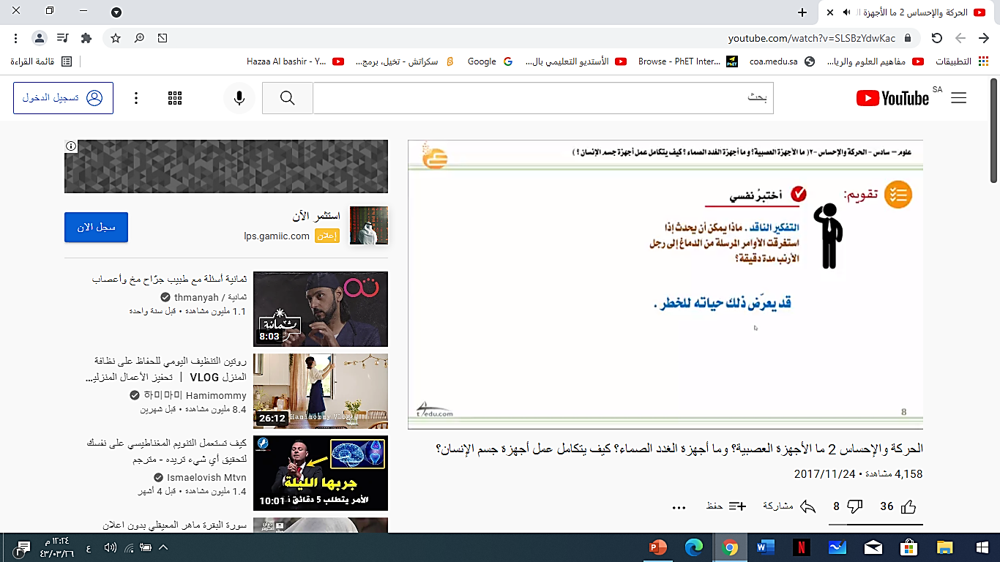 الحركة والإحساس 2 ما الأجهزة ال
youtube.com/watch?v=SLSBzYdwKac
التطبيقات
مفاهيم العلوم والريا...
coa.medu.sa
Browse - PhET Inter...
الأستديو التعليمي بال...
Google
سكراتش - تخيل، برمج...
Hazaa Al bashir - Y...
قائمة القراءة
YouTube SA
بحث
تسجيل الدخول
علوم – سادس - الحركة والإحساس -٢( ما الأجهزة العصبية؟ و ما أجهزة الغدد الصماء ؟ كيف يتكامل عمل أجهزة جسم الإنسان ؟ )
تقويم:
أختبرُ نفسي
التفكير الناقد . ماذا يمكن أن يحدث إذا
استغرقت الأوامر المرسلة من الدماغ إلى رجل
الأرنب مدة دقيقة؟
قد يعرّض ذلك حياته للخطر .
t4edu.com
8
الحركة والإحساس 2 ما الأجهزة العصبية؟ وما أجهزة الغدد الصماء؟ كيف يتكامل عمل أجهزة جسم الإنسان؟
4,158 مشاهدة • 2017/11/24
36
8
مشاركة
حفظ
استثمر الآن
إعلان lps.gamiic.com
سجل الآن
ثمانية أسئلة مع طبيب جرّاح مخ وأعصاب
ثمانية / thmanyah
1.1 مليون مشاهدة • قبل سنة واحدة
ثمانية
8:03
روتين التنظيف اليومي للحفاظ على نظافة
المنزل VLOG | تحفيز الأعمال المنزلي...
하미마미 Hamimommy
8.4 مليون مشاهدة • قبل شهرين
Hamimommy Vlog
26:12
كيف تستعمل التنويم المغناطيسي على نفسك
لتحقيق أي شيء تريده - مترجم
Ismaelovish Mtvn
1.4 مليون مشاهدة • قبل 4 أشهر
جربها الليلة
الأمر يتطلب 5 دقائق
10:01
سورة البقرة ماهر المعيقلي بدون اعلان
ع
١٢:٢٤ م
٤٣/٠٣/٢٦